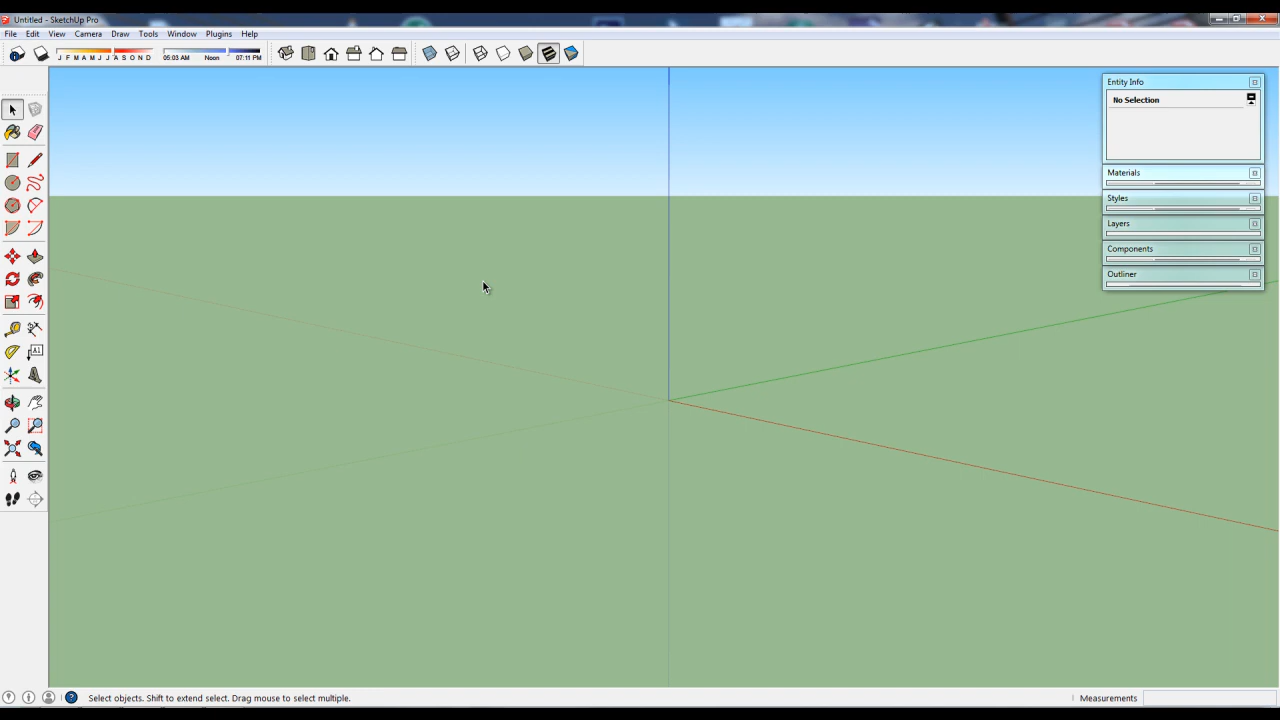 Untitled - SketchUp Pro
File Edit View Camera Draw Tools Window Plugins Help
J F M A M J J A S O N D 05:03 AM Noon 07:11 PM
Entity Info
No Selection
Materials
Styles
Layers
Components
Outliner
A1
Select objects. Shift to extend select. Drag mouse to select multiple. Measurements